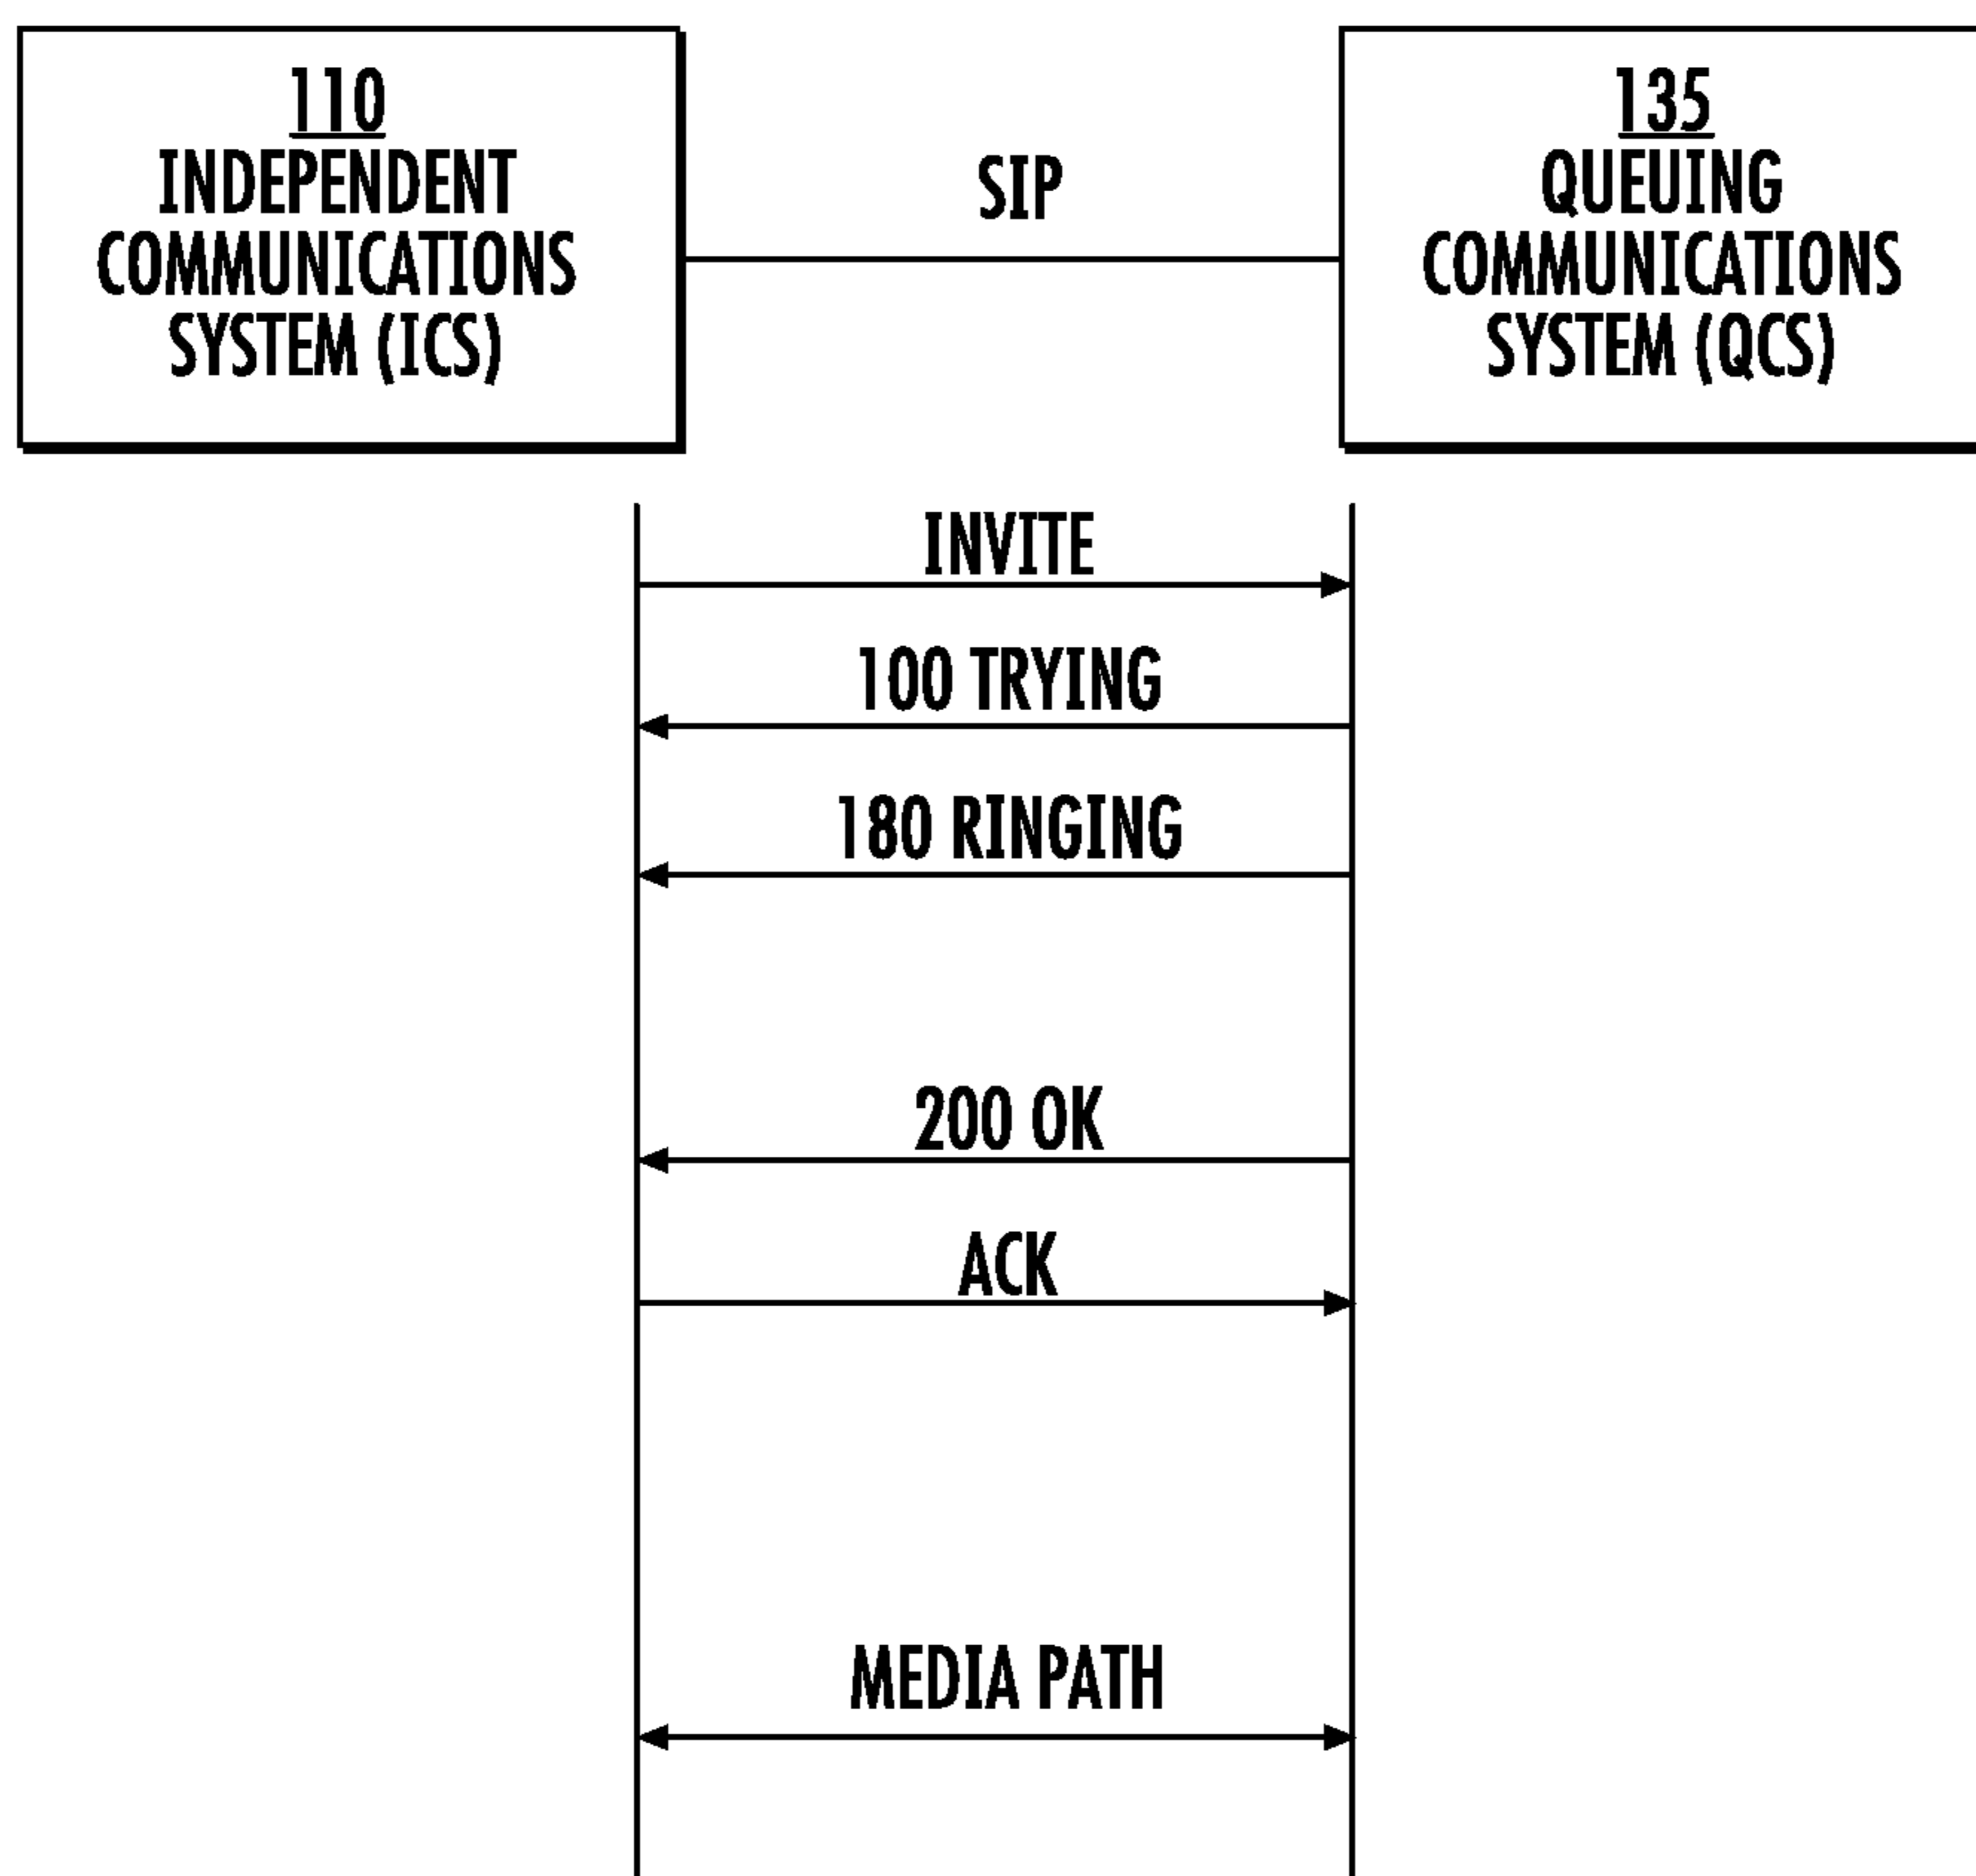 110
INDEPENDENT
COMMUNICATIONS
SYSTEM (ICS)
SIP
135
QUEUING
COMMUNICATIONS
SYSTEM (QCS)
INVITE
100 TRYING
180 RINGING
200 OK
ACK
MEDIA PATH